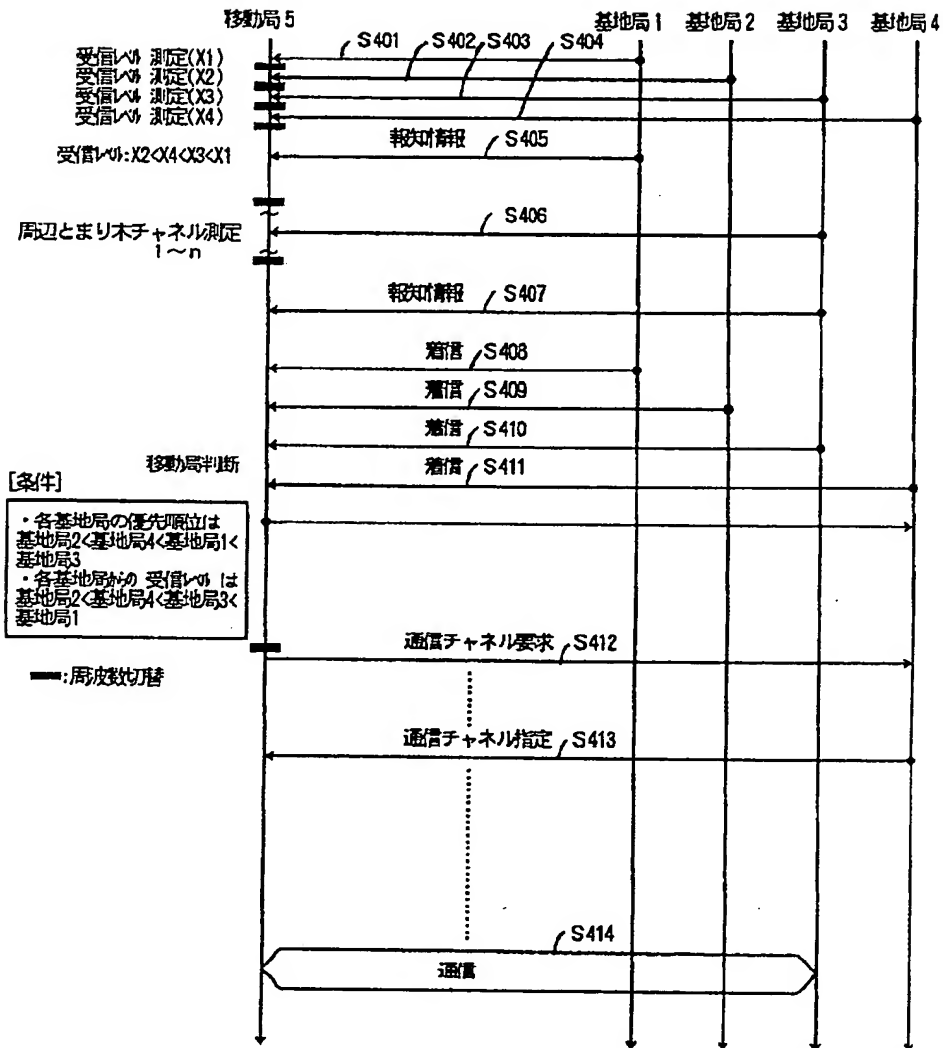 移動局5 基地局1 基地局2 基地局3 基地局4
S401 S402 S403 S404
受信レベル 測定(X1)
受信レベル 測定(X2)
受信レベル 測定(X3)
受信レベル 測定(X4)
報知情報 S405
受信レベル:X2<X4<X3<X1
S406
周辺とまり木チャネル測定
1~n
報知情報 S407
着信 S408
着信 S409
着信 S410
移動局判断
着信 S411
[条件]
・各基地局の優先順位は
基地局2<基地局4<基地局1<
基地局3
・各基地局からの 受信レベル は
基地局2<基地局4<基地局3<
基地局1
通信チャネル要求 S412
:周波数切替
通信チャネル指定 S413
S414
通信